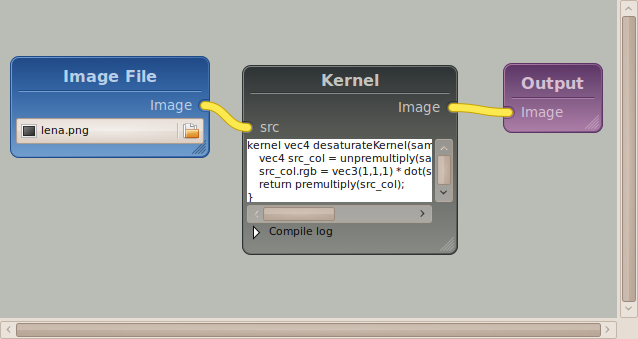 Image File
Image
lena.png
Kernel
Image
src
kernel vec4 desaturateKernel(sam
vec4 src_col = unpremultiply(sa
src_col.rgb = vec3(1,1,1) * dot(s
return premultiply(src_col);
}
Compile log
Output
Image